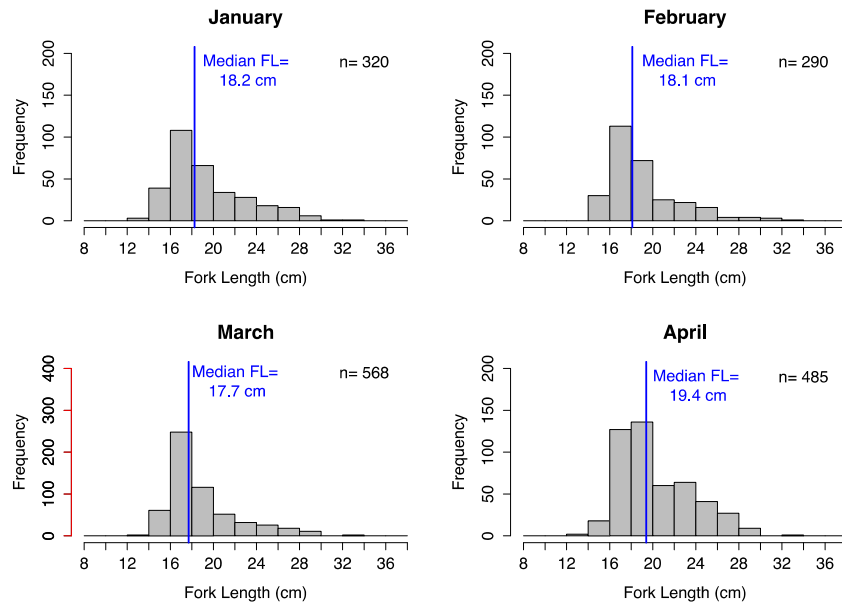 January
Frequency
200
150
100
50
0
Median FL=
18.2 cm
n= 320
8 12 16 20 24 28 32 36
Fork Length (cm)
February
Frequency
200
150
100
50
0
Median FL=
18.1 cm
n= 290
8 12 16 20 24 28 32 36
Fork Length (cm)
March
Frequency
400
300
200
100
0
Median FL=
17.7 cm
n= 568
8 12 16 20 24 28 32 36
Fork Length (cm)
April
Frequency
200
150
100
50
0
Median FL=
19.4 cm
n= 485
8 12 16 20 24 28 32 36
Fork Length (cm)